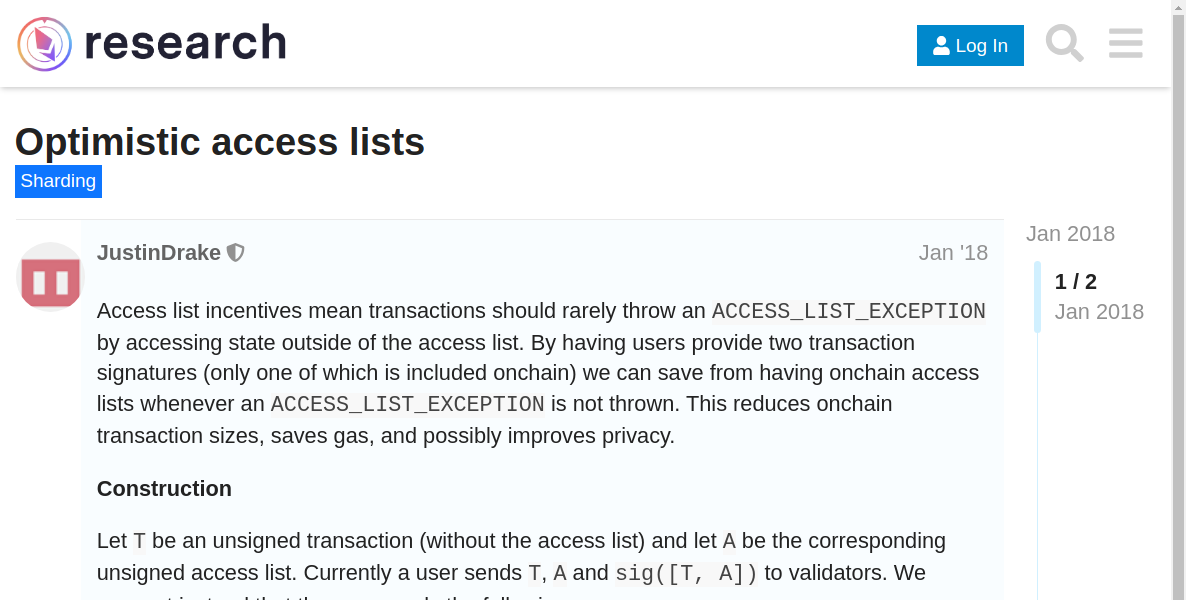 research
Log In
Optimistic access lists
Sharding
JustinDrake
Jan '18
Jan 2018
1 / 2
Jan 2018
Access list incentives mean transactions should rarely throw an ACCESS_LIST_EXCEPTION
by accessing state outside of the access list. By having users provide two transaction
signatures (only one of which is included onchain) we can save from having onchain access
lists whenever an ACCESS_LIST_EXCEPTION is not thrown. This reduces onchain
transaction sizes, saves gas, and possibly improves privacy.
Construction
Let T be an unsigned transaction (without the access list) and let A be the corresponding
unsigned access list. Currently a user sends T, A and sig([T, A]) to validators. We